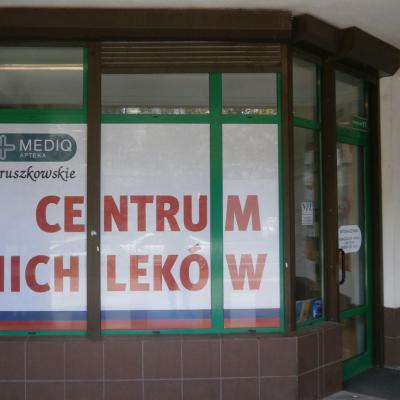 MEDIQ
APTEKA
ruszkowskie
CENTRUM
NICH LEKÓW